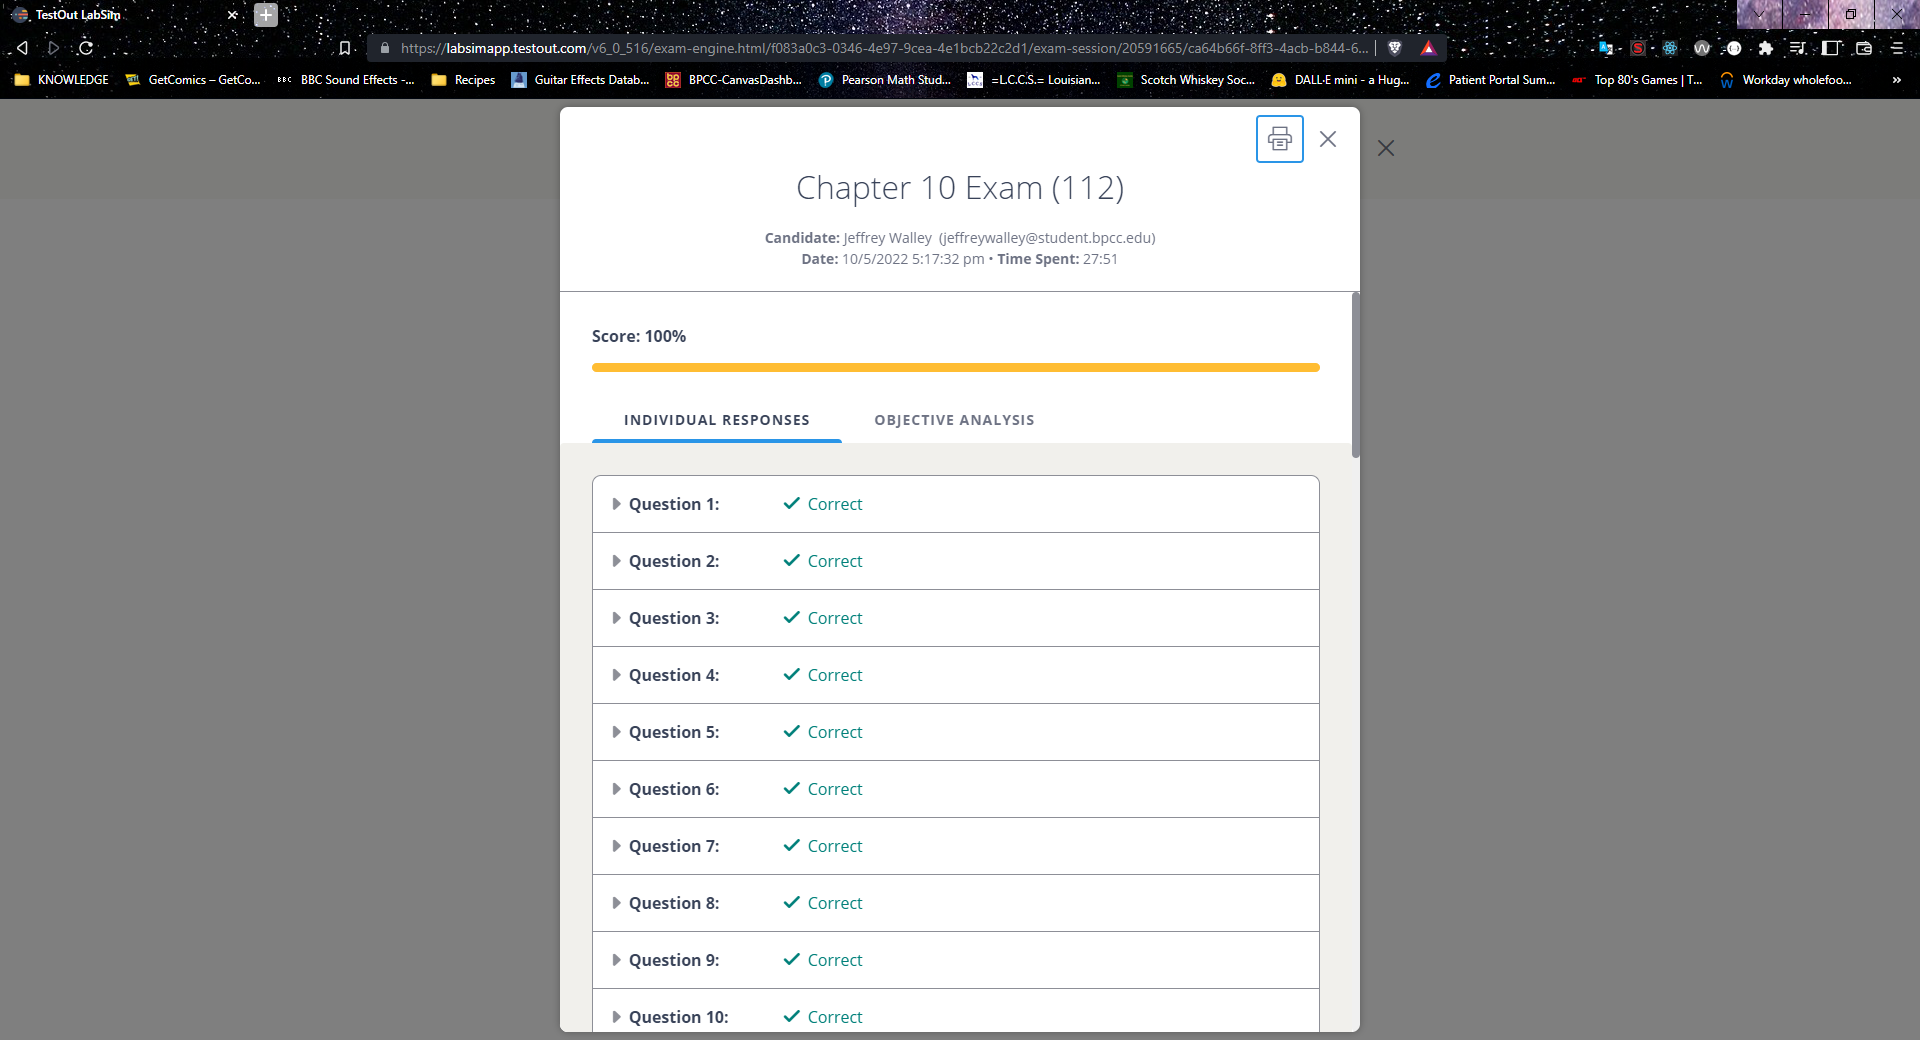 TestOut LabSim
https://labsimapp.testout.com/v6_0_516/exam-engine.html/f083a0c3-0346-4e97-9cea-4e1bcb22c2d1/exam-session/20591665/ca64b66f-8ff3-4acb-b844-6...
KNOWLEDGE GetComics – GetCo... BBC BBC Sound Effects -... Recipes Guitar Effects Datab... BPCC-CanvasDashb... Pearson Math Stud... =L.C.C.S.= Louisian... Scotch Whiskey Soc... DALL·E mini - a Hug... Patient Portal Sum... Top 80's Games | T... Workday wholefoo... »
Chapter 10 Exam (112)
Candidate: Jeffrey Walley (jeffreywalley@student.bpcc.edu)
Date: 10/5/2022 5:17:32 pm • Time Spent: 27:51
Score: 100%
INDIVIDUAL RESPONSES OBJECTIVE ANALYSIS
Question 1: Correct
Question 2: Correct
Question 3: Correct
Question 4: Correct
Question 5: Correct
Question 6: Correct
Question 7: Correct
Question 8: Correct
Question 9: Correct
Question 10: Correct